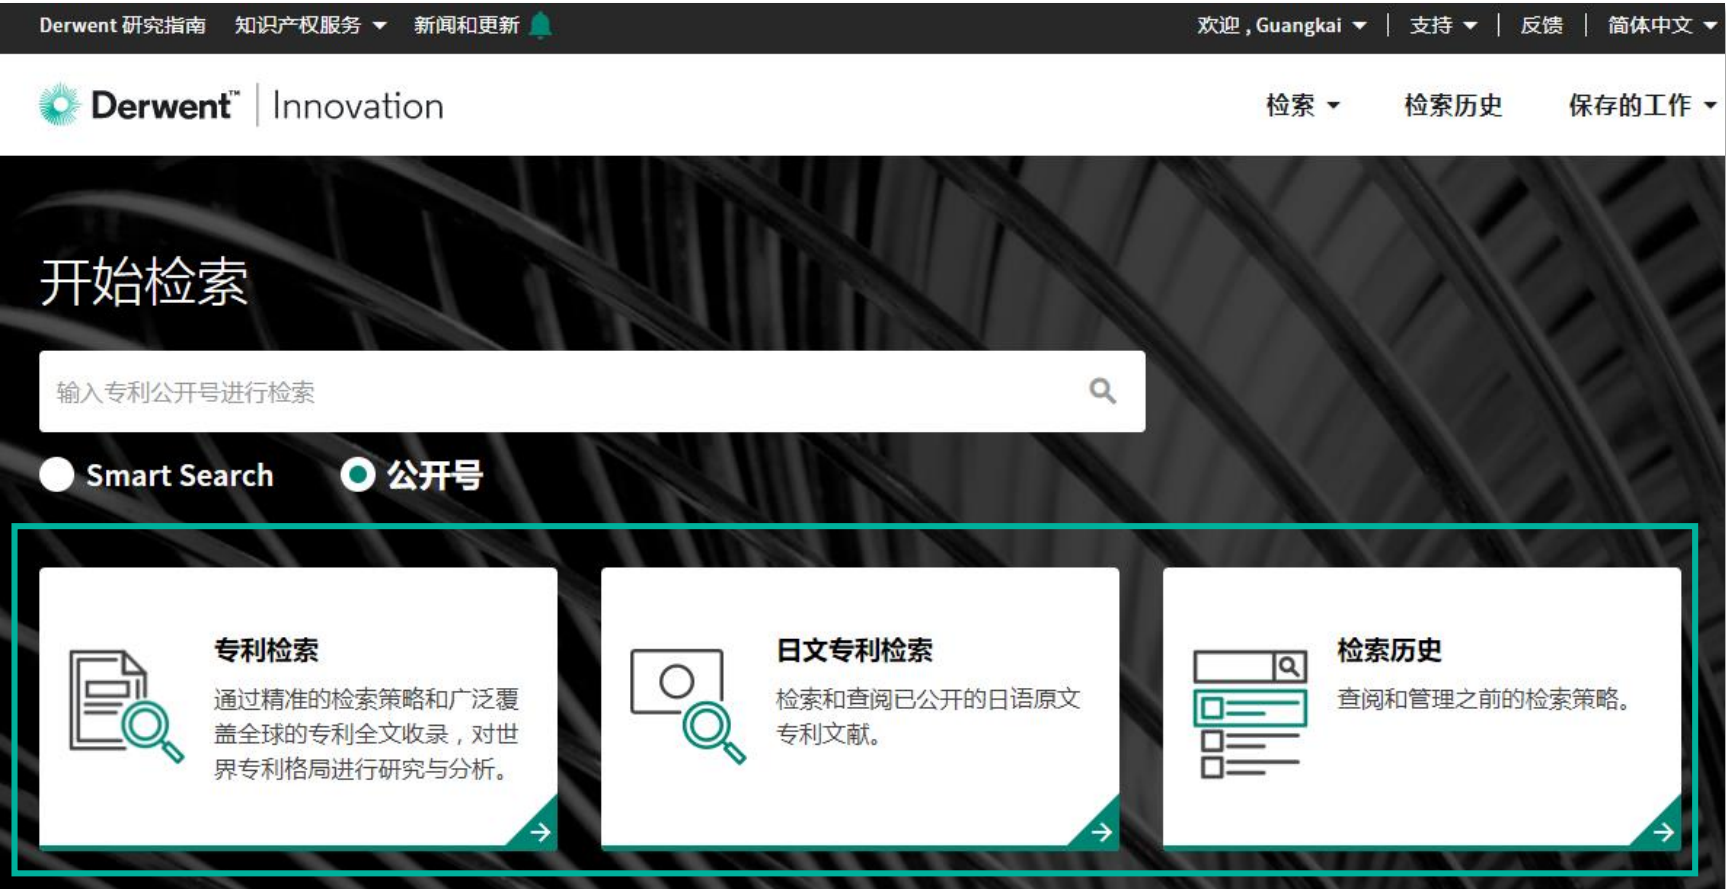 Derwent 研究指南 知识产权服务 新闻和更新 欢迎 , Guangkai 支持 反馈 简体中文
Derwent™ Innovation 检索 检索历史 保存的工作
开始检索
输入专利公开号进行检索
Smart Search 公开号
专利检索
通过精准的检索策略和广泛覆
盖全球的专利全文收录，对世
界专利格局进行研究与分析。
日文专利检索
检索和查阅已公开的日语原文
专利文献。
检索历史
查阅和管理之前的检索策略。